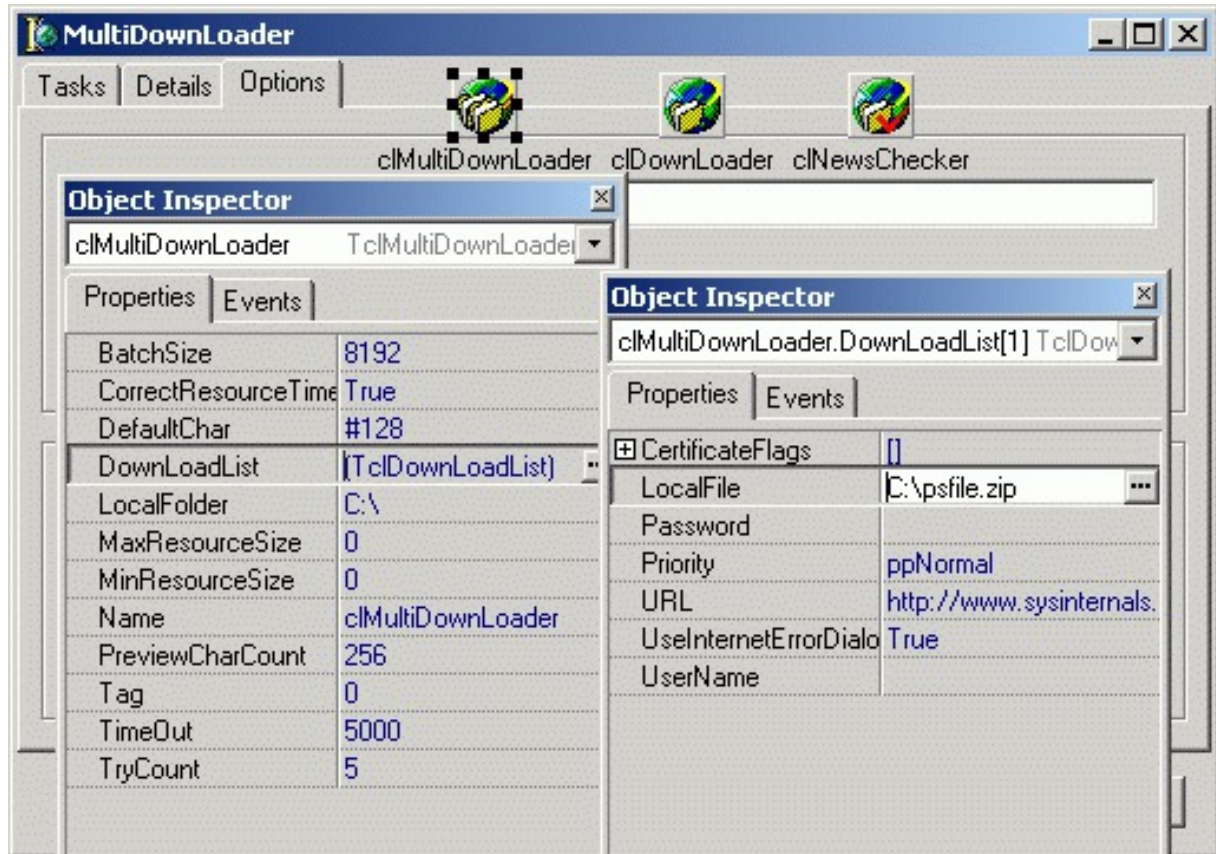 MultiDownLoader
Tasks Details Options
clMultiDownLoader clDownLoader clNewsChecker
Object Inspector
clMultiDownLoader TclMultiDownLoader
Properties Events
BatchSize 8192
CorrectResourceTime True
DefaultChar #128
DownLoadList (TclDownLoadList)
LocalFolder C:\
MaxResourceSize 0
MinResourceSize 0
Name clMultiDownLoader
PreviewCharCount 256
Tag 0
TimeOut 5000
TryCount 5
Object Inspector
clMultiDownLoader.DownLoadList[1] TclDow
Properties Events
CertificateFlags []
LocalFile C:\psfile.zip ...
Password
Priority ppNormal
URL http://www.sysinternals.
UseInternetErrorDialo True
UserName